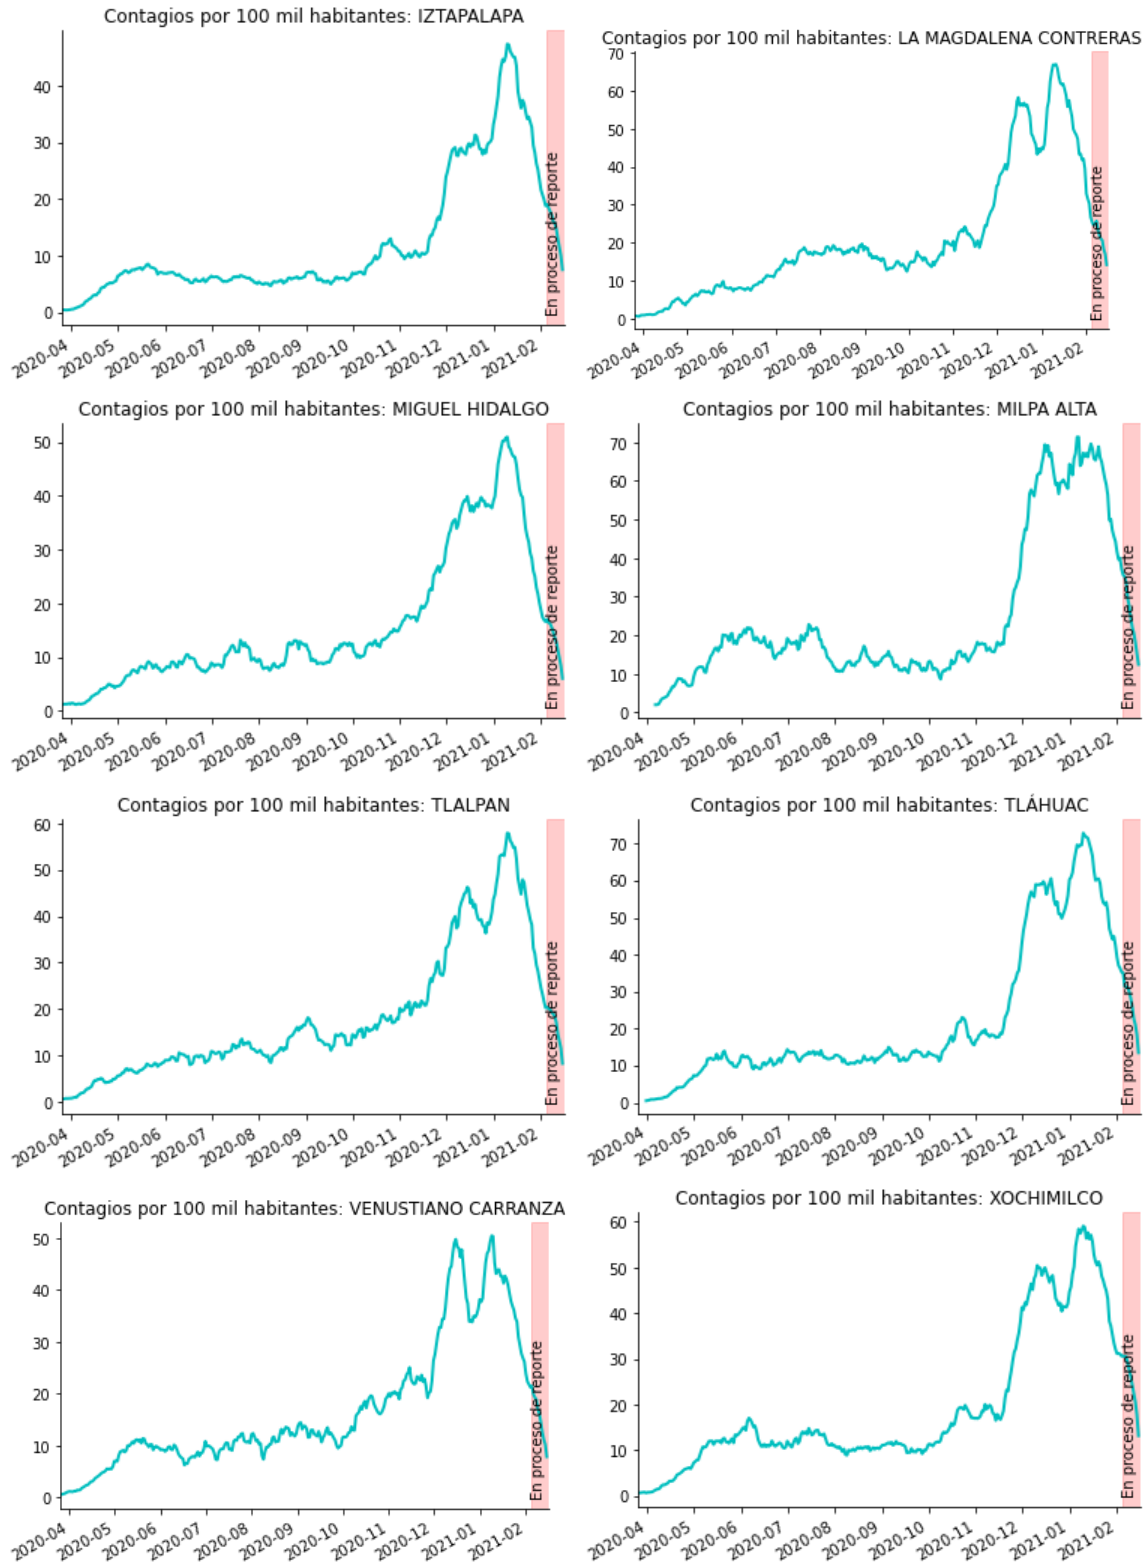 Contagios por 100 mil habitantes: IZTAPALAPA
40
30
20
10
0
En proceso de reporte
2020-04 2020-05 2020-06 2020-07 2020-08 2020-09 2020-10 2020-11 2020-12 2021-01 2021-02
Contagios por 100 mil habitantes: LA MAGDALENA CONTRERAS
70
60
50
40
30
20
10
0
En proceso de reporte
2020-04 2020-05 2020-06 2020-07 2020-08 2020-09 2020-10 2020-11 2020-12 2021-01 2021-02
Contagios por 100 mil habitantes: MIGUEL HIDALGO
50
40
30
20
10
0
En proceso de reporte
2020-04 2020-05 2020-06 2020-07 2020-08 2020-09 2020-10 2020-11 2020-12 2021-01 2021-02
Contagios por 100 mil habitantes: MILPA ALTA
70
60
50
40
30
20
10
0
En proceso de reporte
2020-04 2020-05 2020-06 2020-07 2020-08 2020-09 2020-10 2020-11 2020-12 2021-01 2021-02
Contagios por 100 mil habitantes: TLALPAN
60
50
40
30
20
10
0
En proceso de reporte
2020-04 2020-05 2020-06 2020-07 2020-08 2020-09 2020-10 2020-11 2020-12 2021-01 2021-02
Contagios por 100 mil habitantes: TLÁHUAC
70
60
50
40
30
20
10
0
En proceso de reporte
2020-04 2020-05 2020-06 2020-07 2020-08 2020-09 2020-10 2020-11 2020-12 2021-01 2021-02
Contagios por 100 mil habitantes: VENUSTIANO CARRANZA
50
40
30
20
10
0
En proceso de reporte
2020-04 2020-05 2020-06 2020-07 2020-08 2020-09 2020-10 2020-11 2020-12 2021-01 2021-02
Contagios por 100 mil habitantes: XOCHIMILCO
60
50
40
30
20
10
0
En proceso de reporte
2020-04 2020-05 2020-06 2020-07 2020-08 2020-09 2020-10 2020-11 2020-12 2021-01 2021-02